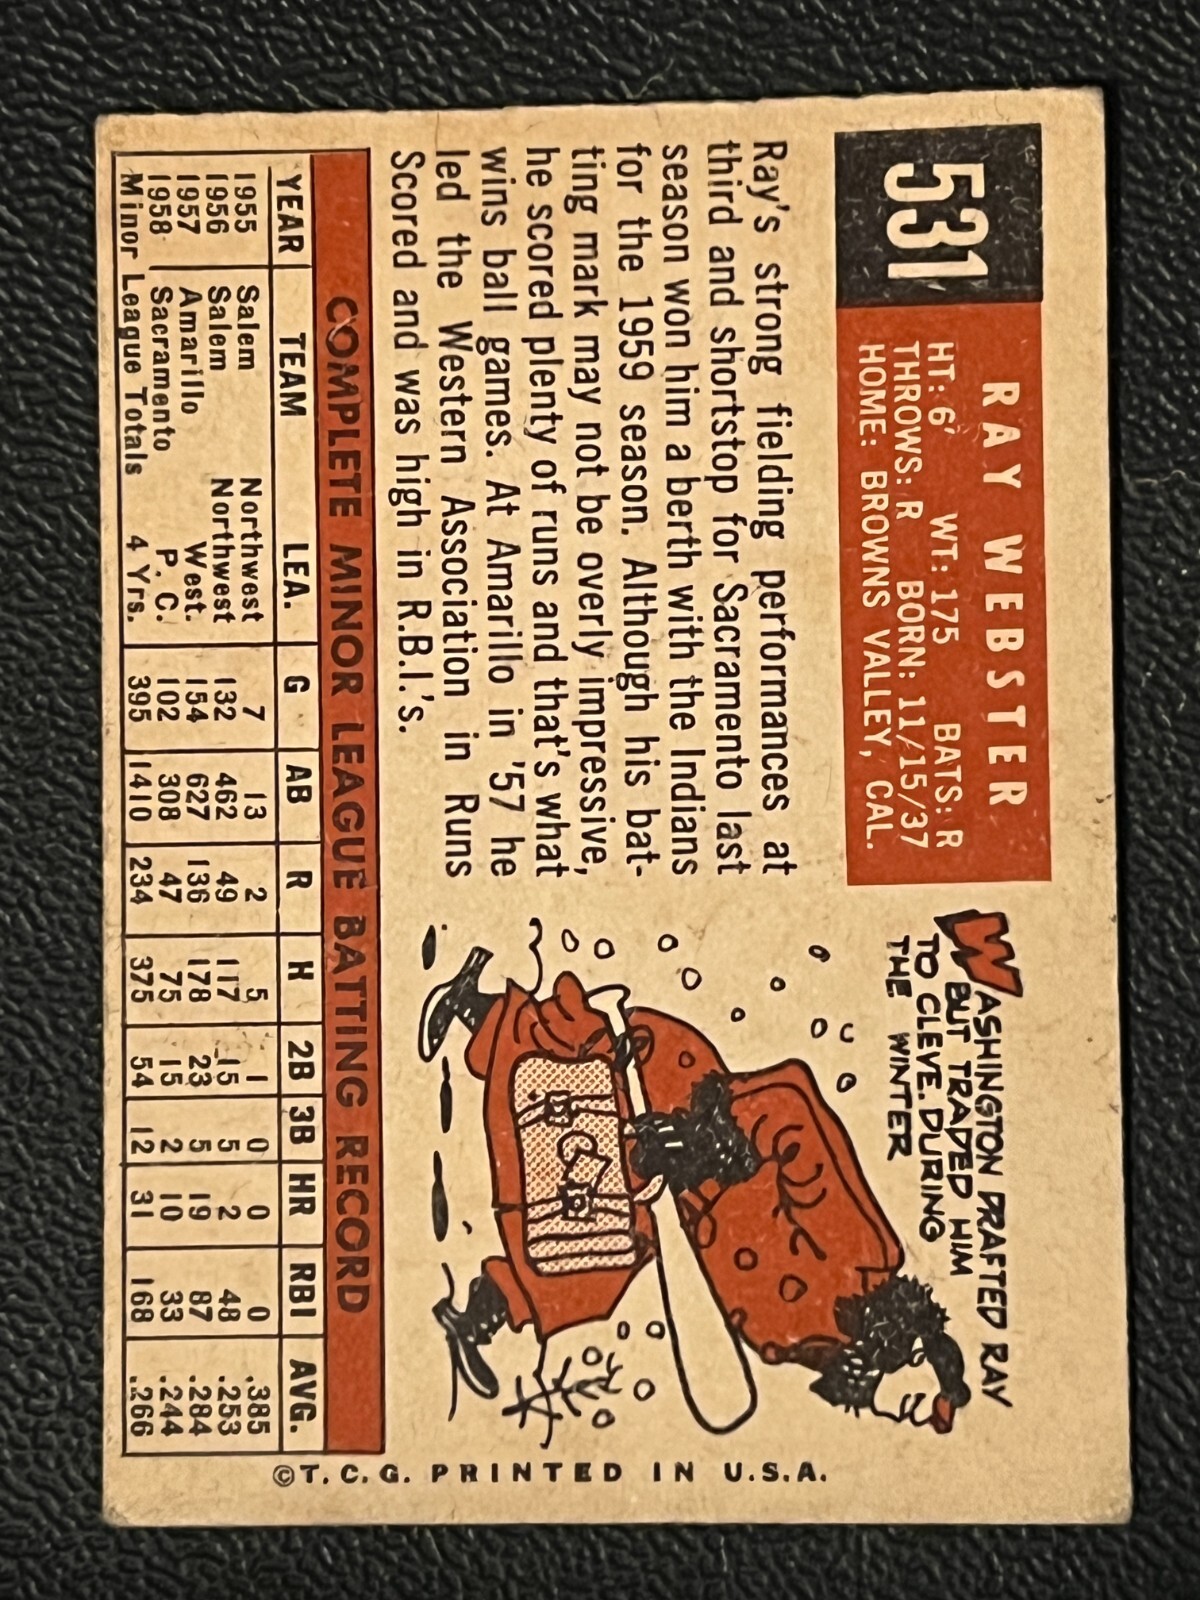 531
RAY WEBSTER
HT: 6' WT: 175 BATS: R
THROWS: R BORN: 11/15/37
HOME: BROWNS VALLEY, CAL.
Ray's strong fielding performances at
third and shortstop for Sacramento last
season won him a berth with the Indians
for the 1959 season. Although his bat-
ting mark may not be overly impressive,
he scored plenty of runs and that's what
wins ball games. At Amarillo in '57 he
led the Western Association in Runs
Scored and was high in R.B.I.'s.
WASHINGTON DRAFTED RAY
BUT TRADED HIM
TO CLEVE. DURING
THE WINTER
COMPLETE MINOR LEAGUE BATTING RECORD
YEAR TEAM LEA. G AB R H 2B 3B HR RBI AVG.
1955 Salem Northwest 7 13 2 5 1 0 0 0 .385
1956 Salem Northwest 132 462 49 117 15 5 2 48 .253
1957 Amarillo West. 154 627 136 178 23 5 19 87 .284
1958 Sacramento P. C. 102 308 47 75 15 2 10 33 .244
Minor League Totals 4 Yrs. 395 1410 234 375 54 12 31 168 .266
©T. C. G. PRINTED IN U.S.A.